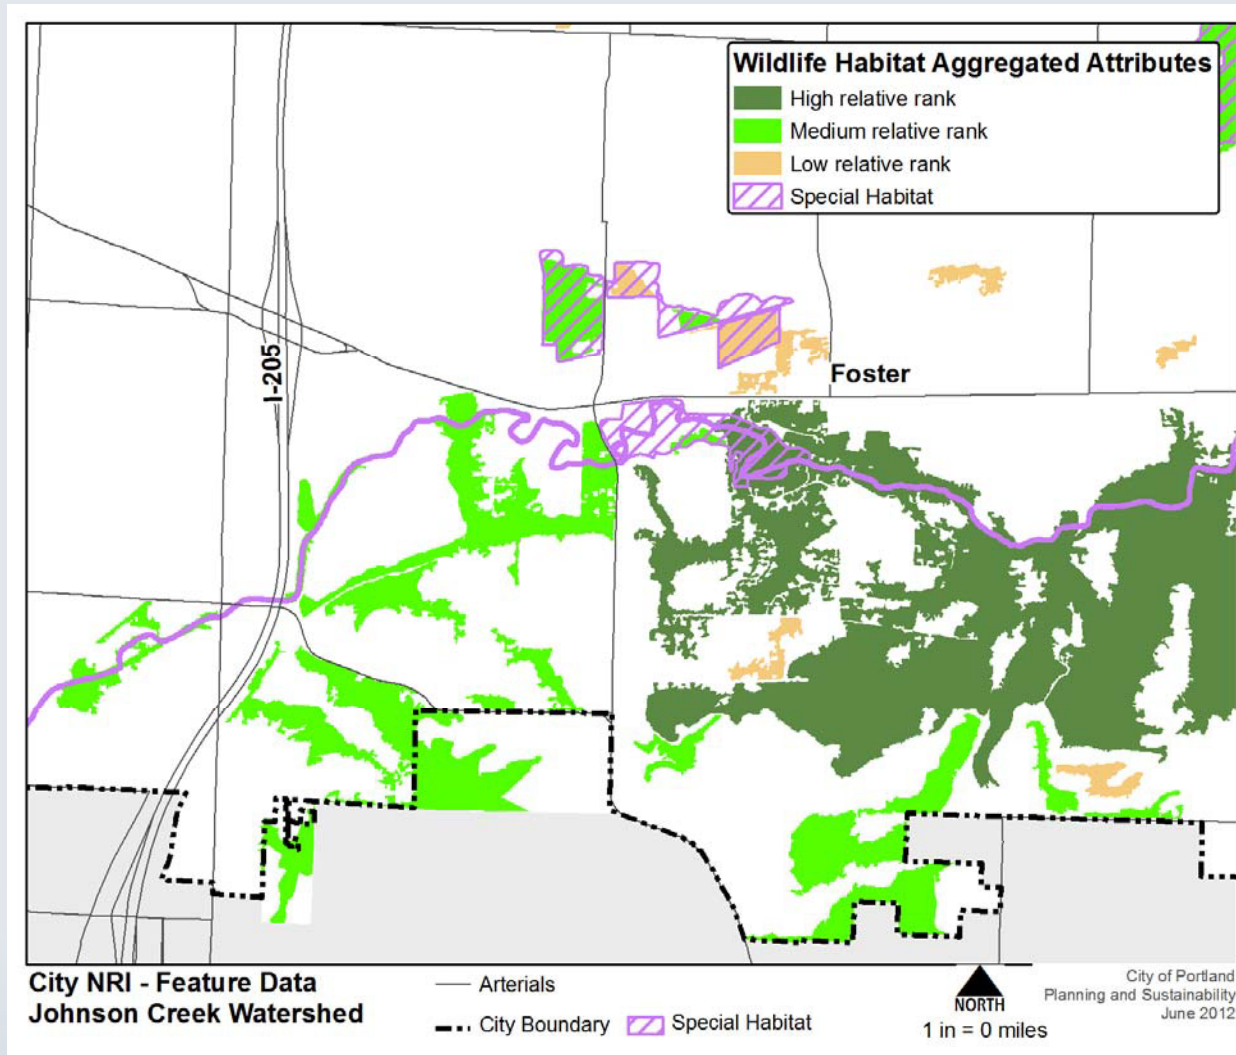 Wildlife Habitat Aggregated Attributes
High relative rank
Medium relative rank
Low relative rank
Special Habitat
I-205
Foster
City NRI - Feature Data
Johnson Creek Watershed
Arterials
City Boundary
Special Habitat
NORTH
1 in = 0 miles
City of Portland
Planning and Sustainability
June 2012